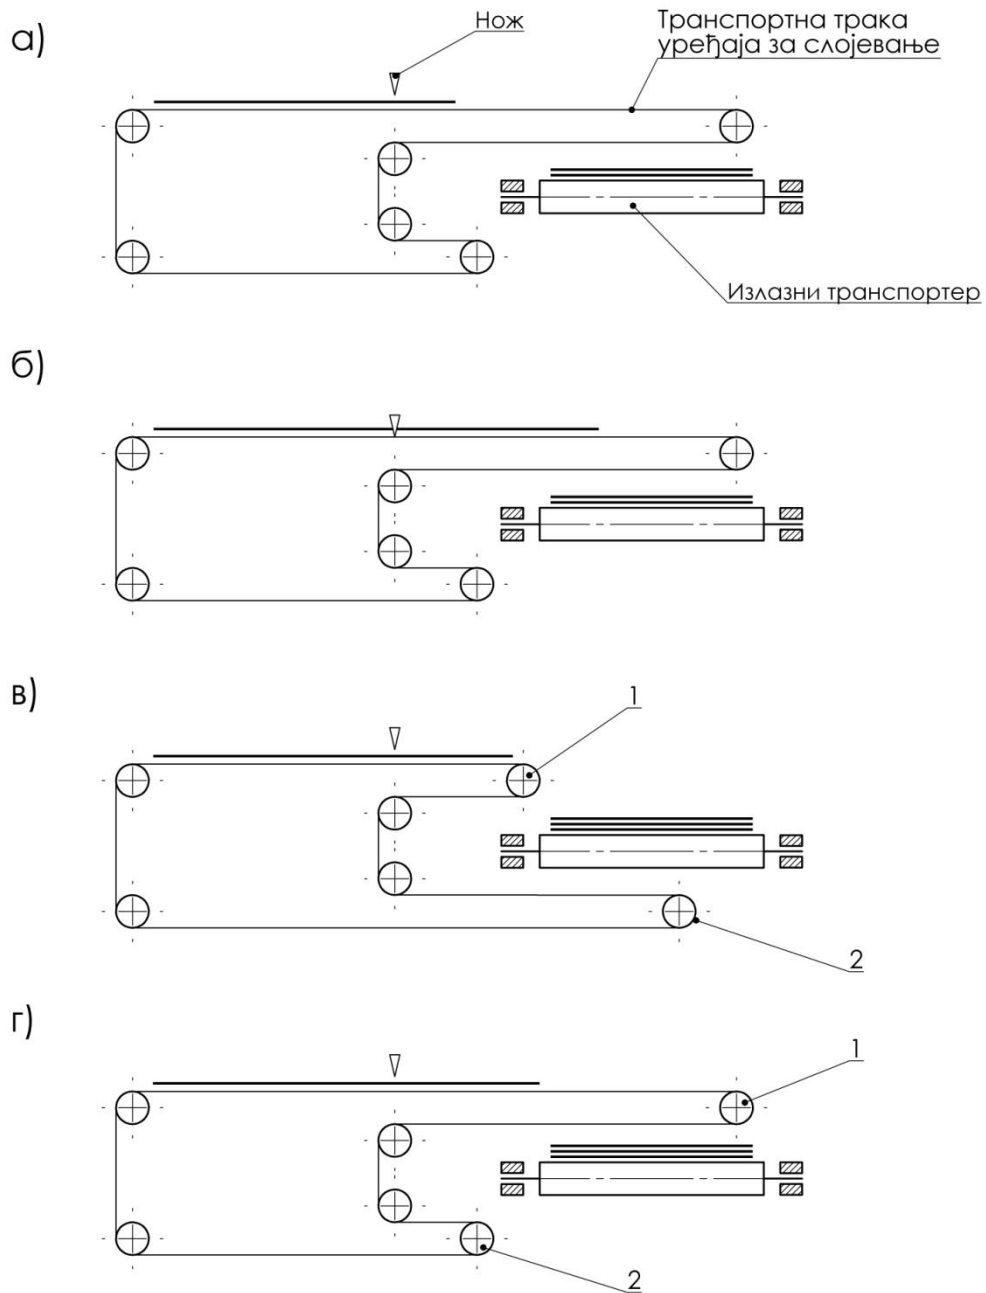 а)
Нож
Транспортна трака
уређаја за слојевање
Излазни транспортер
б)
в)
1
2
г)
1
2